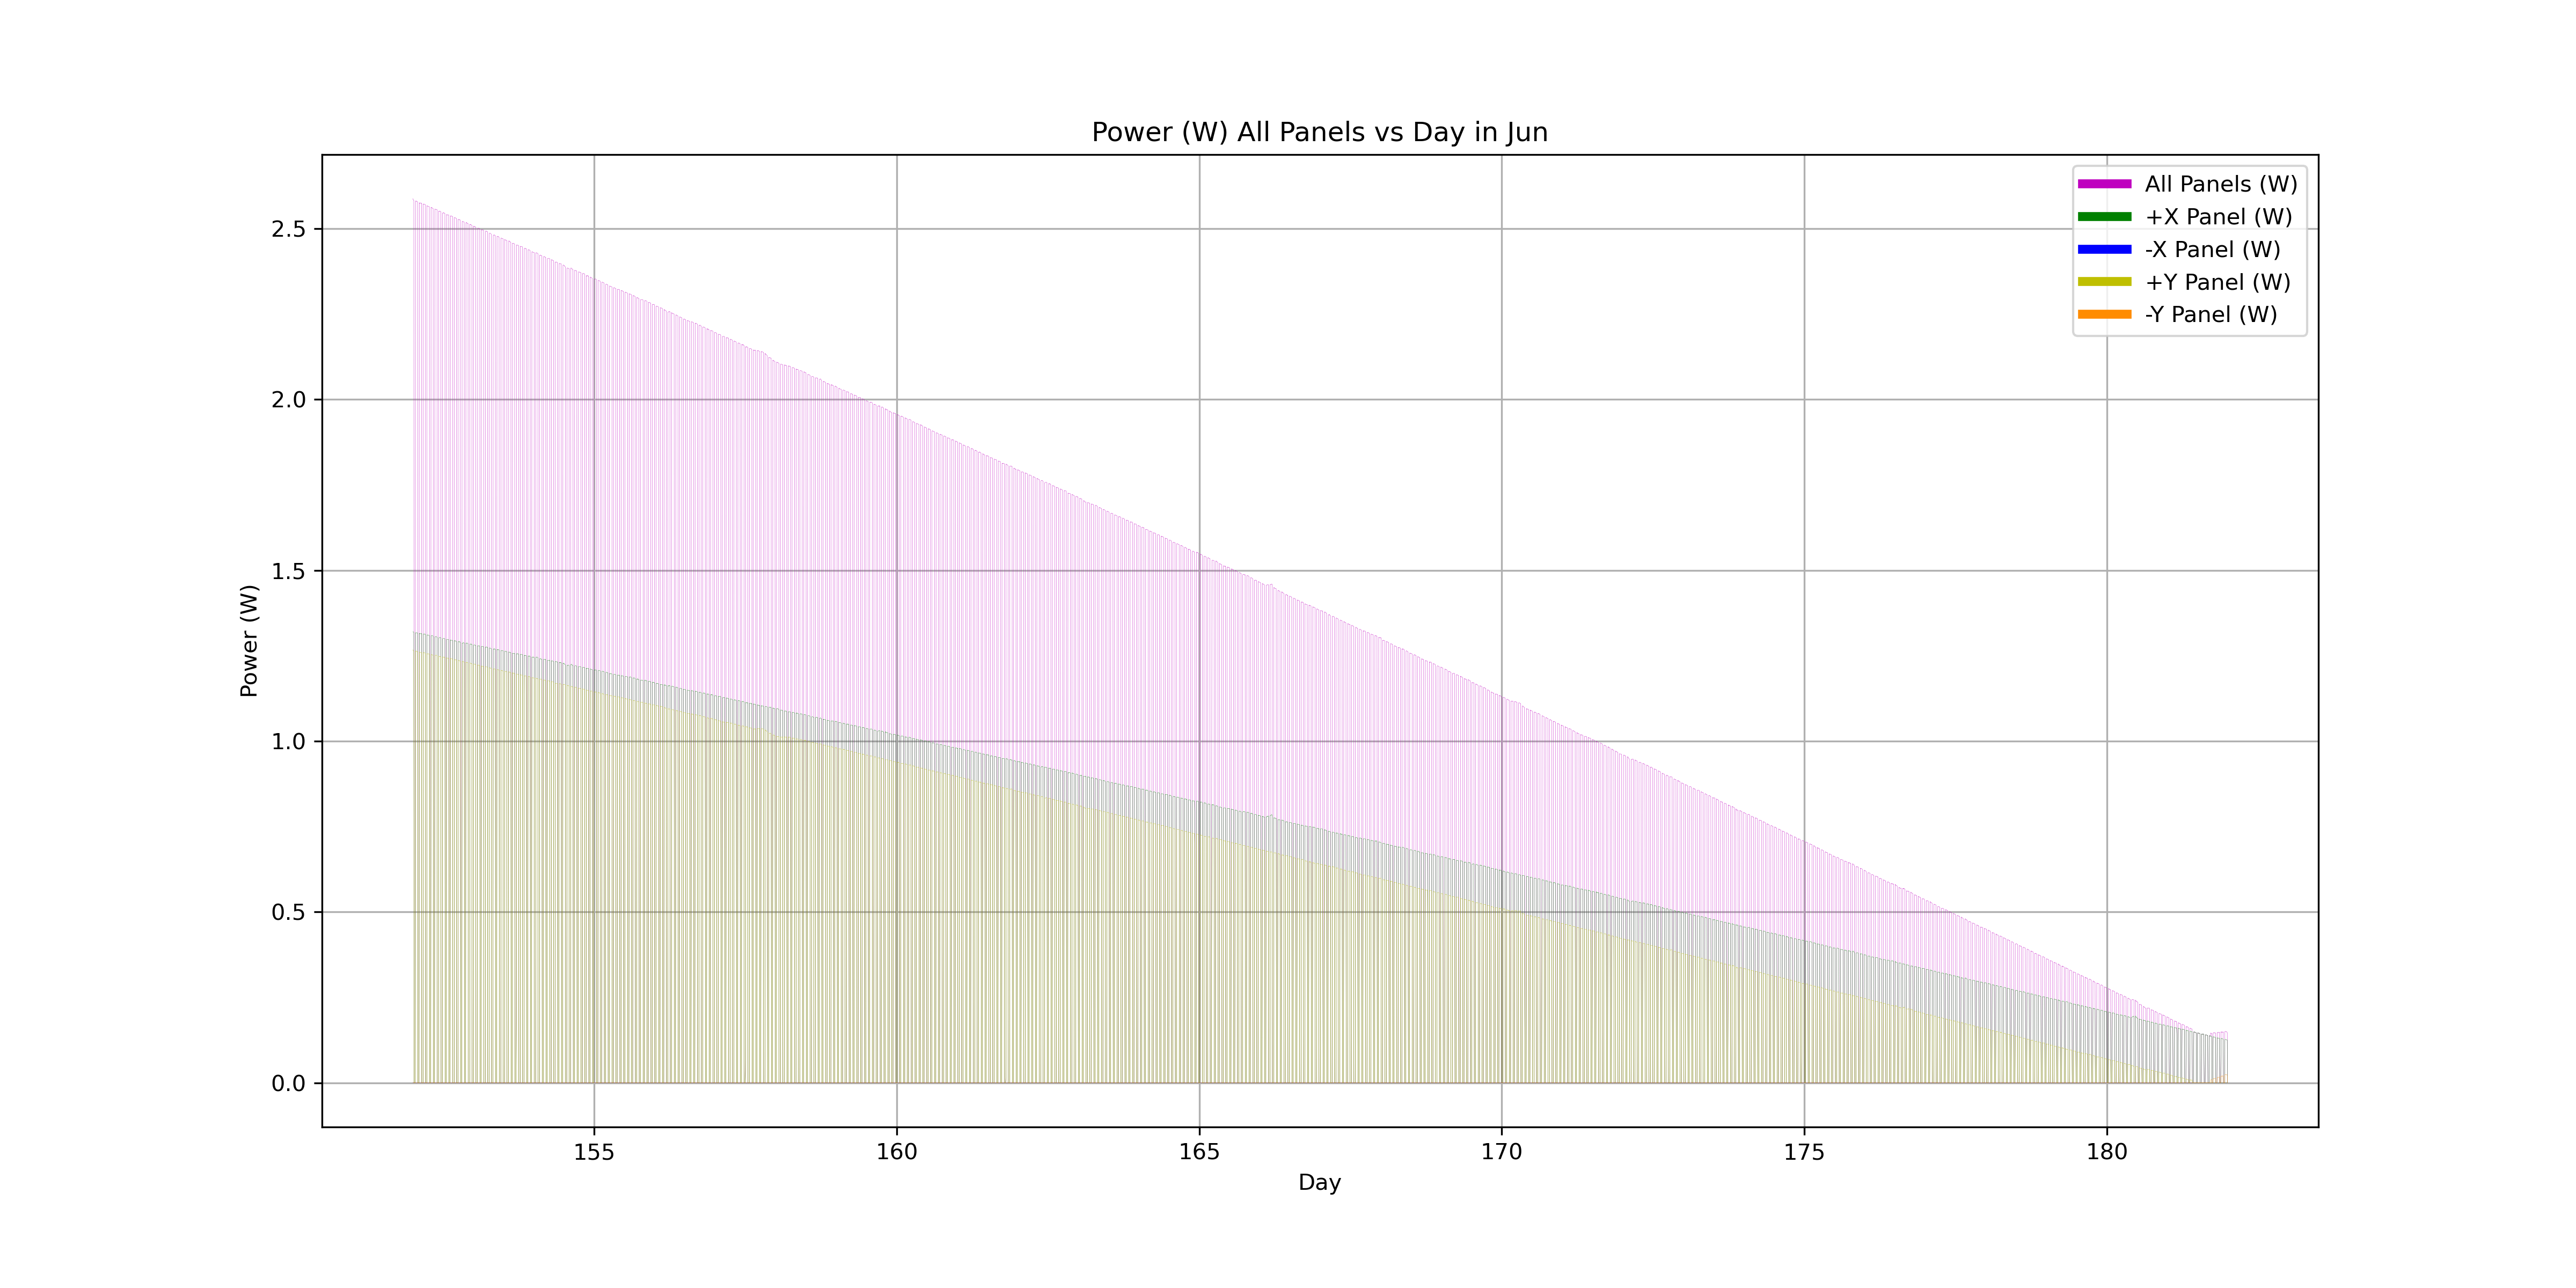 Power (W) All Panels vs Day in Jun
All Panels (W)
+X Panel (W)
-X Panel (W)
+Y Panel (W)
-Y Panel (W)
2.5
2.0
1.5
1.0
0.5
0.0
Power (W)
155 160 165 170 175 180
Day